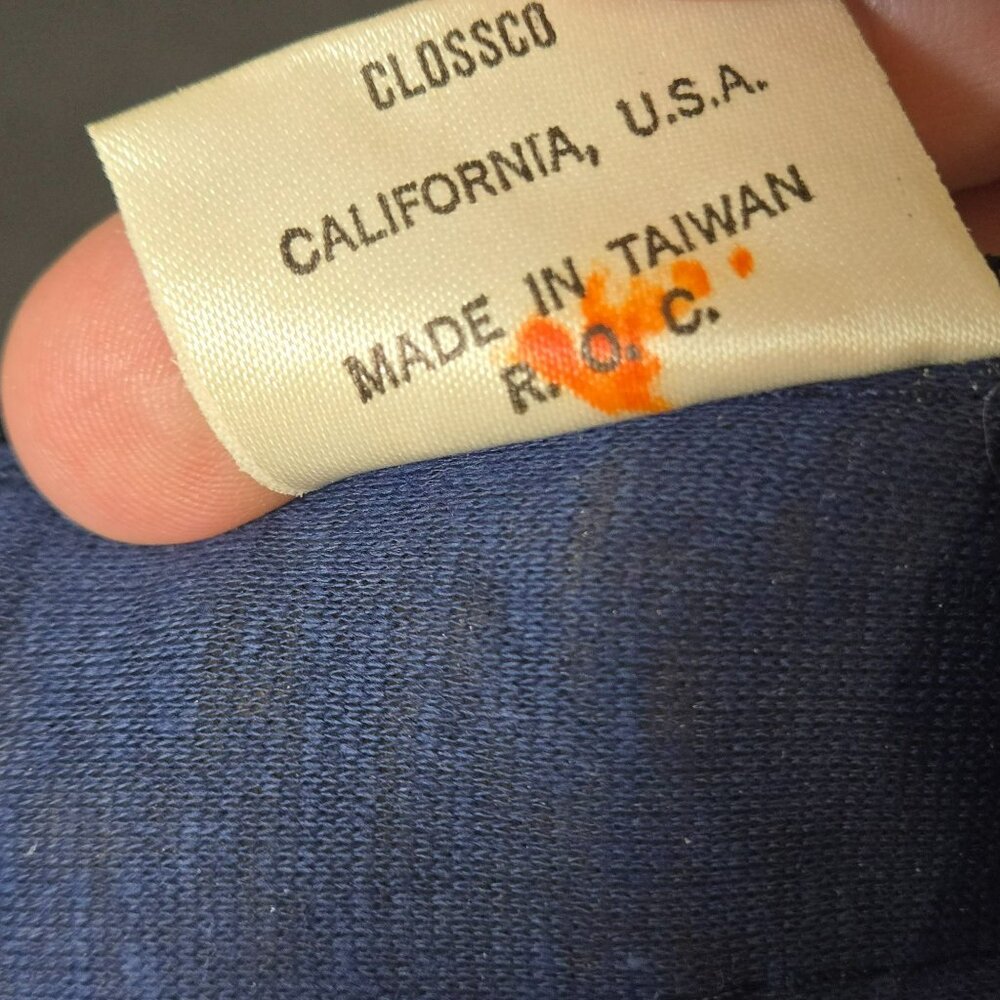 CLOSSCO
CALIFORNIA, U.S.A.
MADE IN TAIWAN
R. O. C.